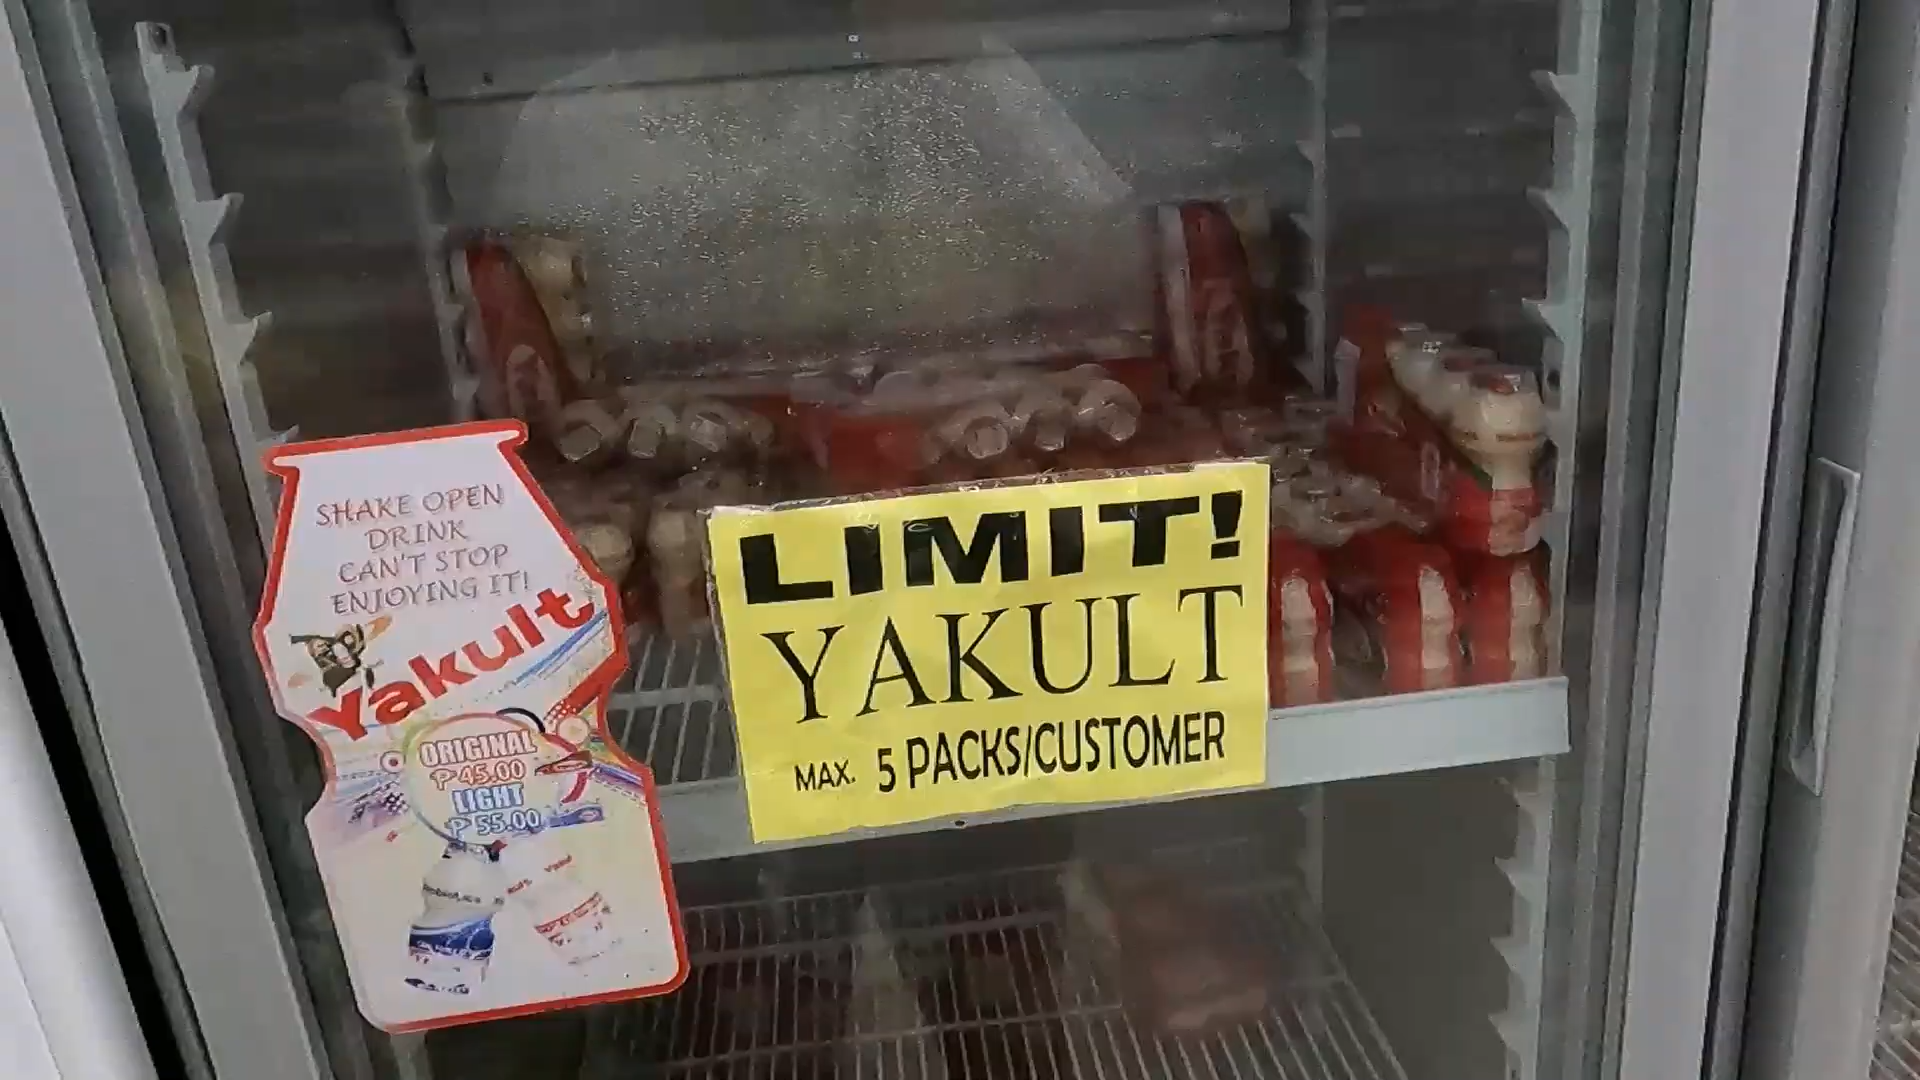 SHAKE OPEN
DRINK
CAN'T STOP
ENJOYING IT!
Yakult
ORIGINAL
₱ 45.00
LIGHT
₱ 55.00
LIMIT!
YAKULT
MAX. 5 PACKS/CUSTOMER